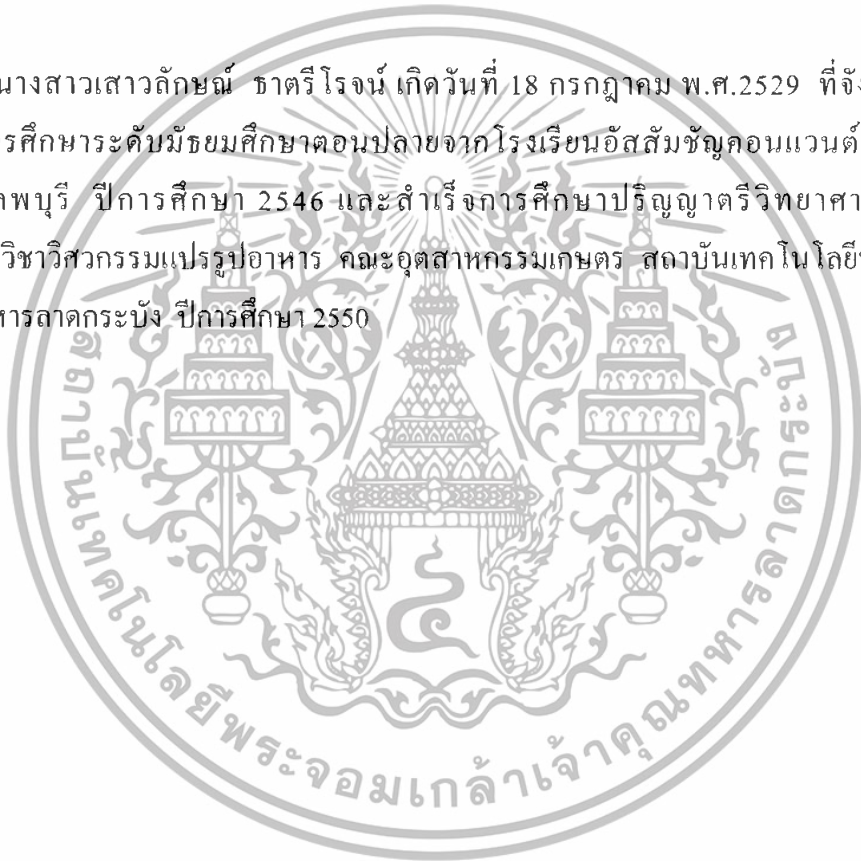 นางสาวเสาวลักษณ์ ธาตรีโรจน์ เกิดวันที่ 18 กรกฎาคม พ.ศ.2529 ที่จัง
รศึกษาระดับมัธยมศึกษาตอนปลายจากโรงเรียนอัสสัมชัญคอนแวนต์
ลพบุรี ปีการศึกษา 2546 และสำเร็จการศึกษาปริญญาตรีวิทยาศา
วิชาวิศวกรรมแปรรูปอาหาร คณะอุตสาหกรรมเกษตร สถาบันเทคโนโลยี
หารลาดกระบัง ปีการศึกษา 2550
สถาบันเทคโนโลยีพระจอมเกล้าเจ้าคุณทหารลาดกระบัง
๔